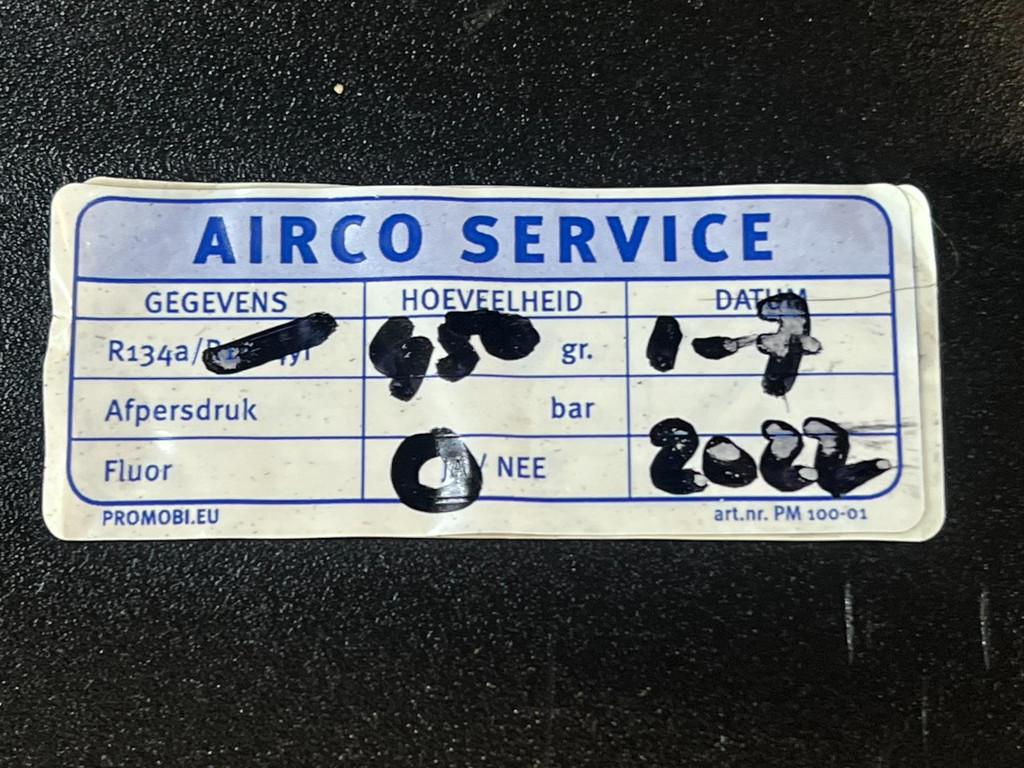 AIRCO SERVICE
GEGEVENS HOEVEELHEID DATUM
R134a/ 450 gr. 1-7
Afpersdruk bar 2022
Fluor JA / NEE
PROMOBI.EU art.nr. PM 100-01